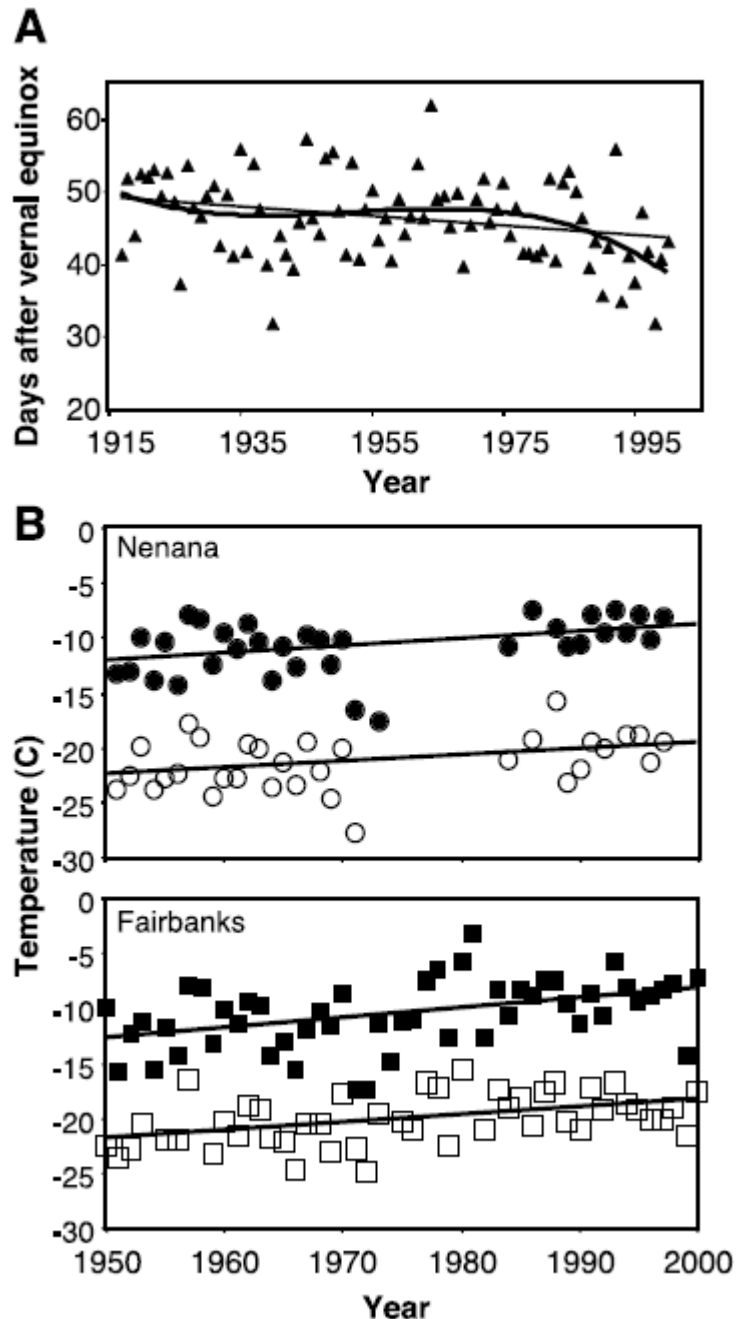 A
Days after vernal equinox
60
50
40
30
20
1915 1935 1955 1975 1995
Year
B
Temperature (C)
Nenana
0
-5
-10
-15
-20
-25
-30
Fairbanks
0
-5
-10
-15
-20
-25
-30
1950 1960 1970 1980 1990 2000
Year